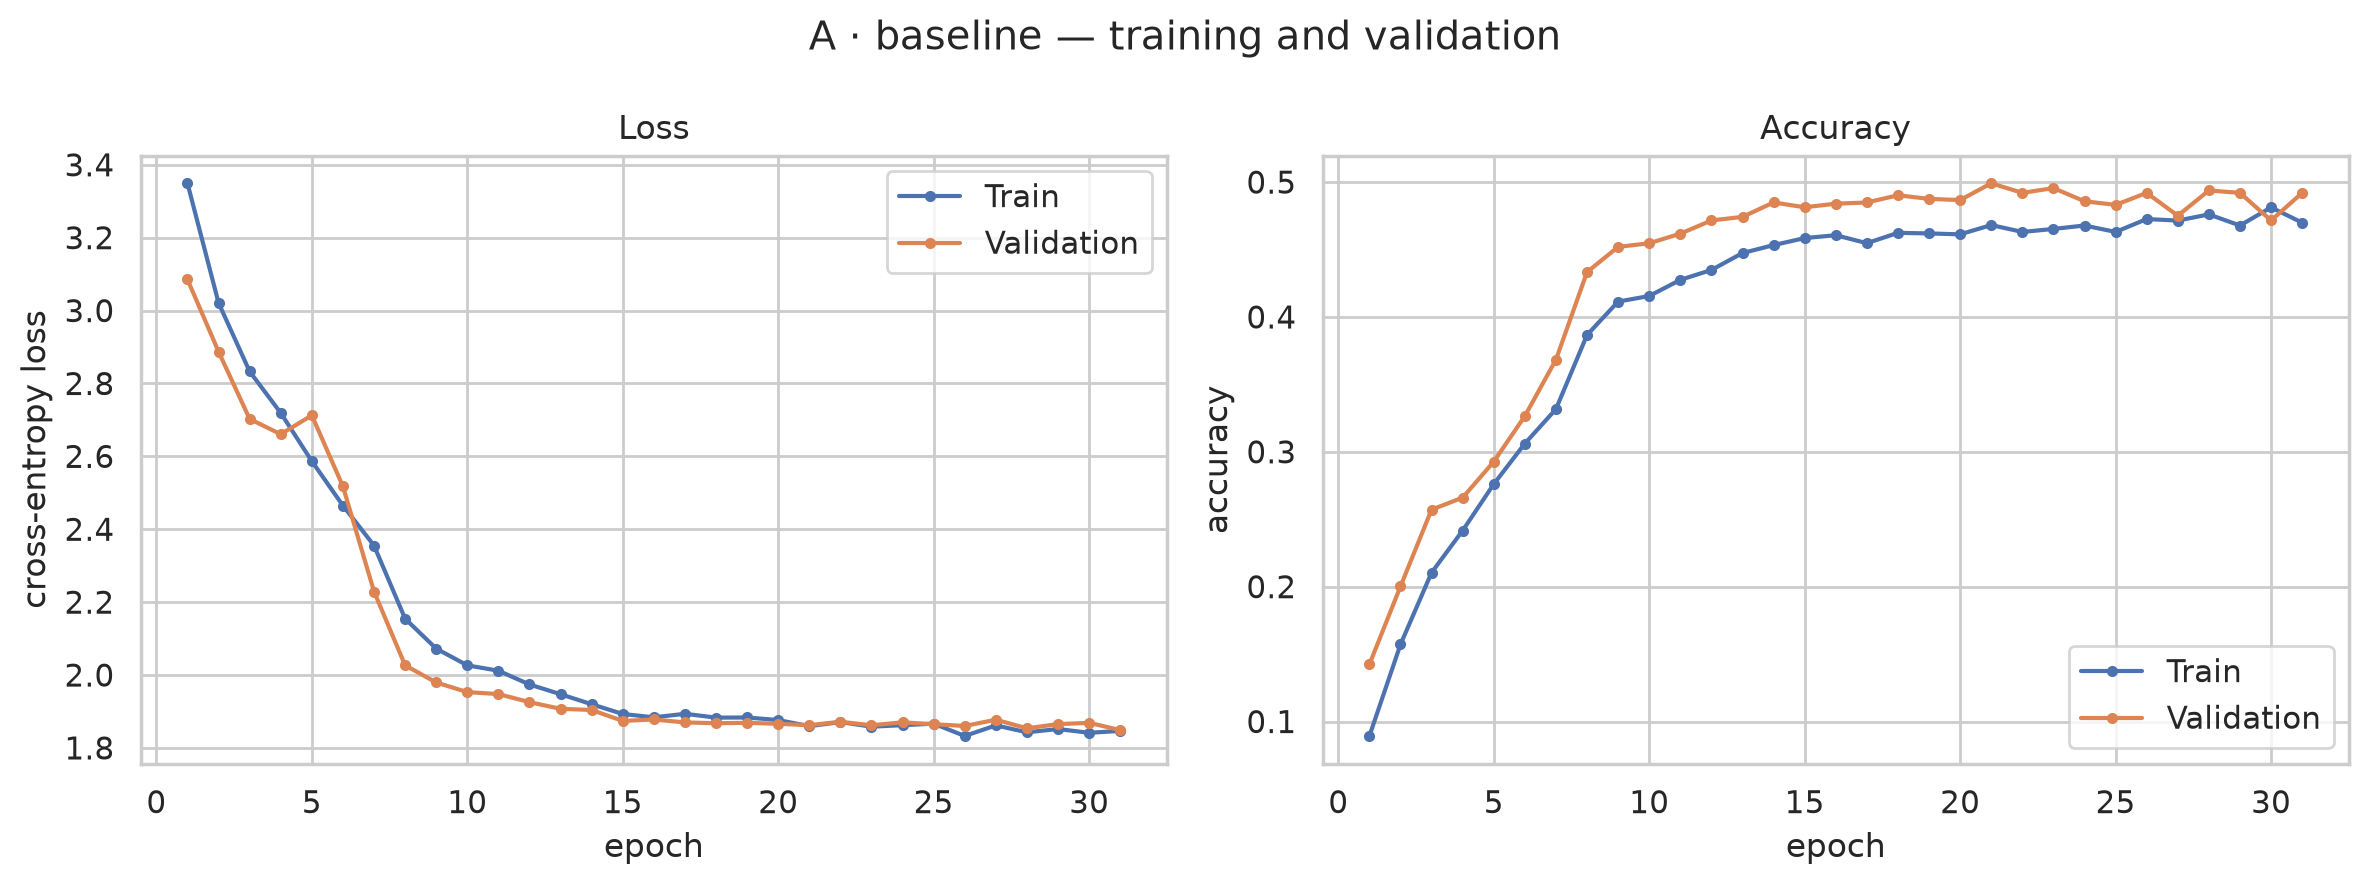 A · baseline — training and validation
Loss
3.4
3.2
3.0
2.8
2.6
2.4
2.2
2.0
1.8
cross-entropy loss
Train
Validation
0 5 10 15 20 25 30
epoch
Accuracy
0.5
0.4
0.3
0.2
0.1
accuracy
Train
Validation
0 5 10 15 20 25 30
epoch